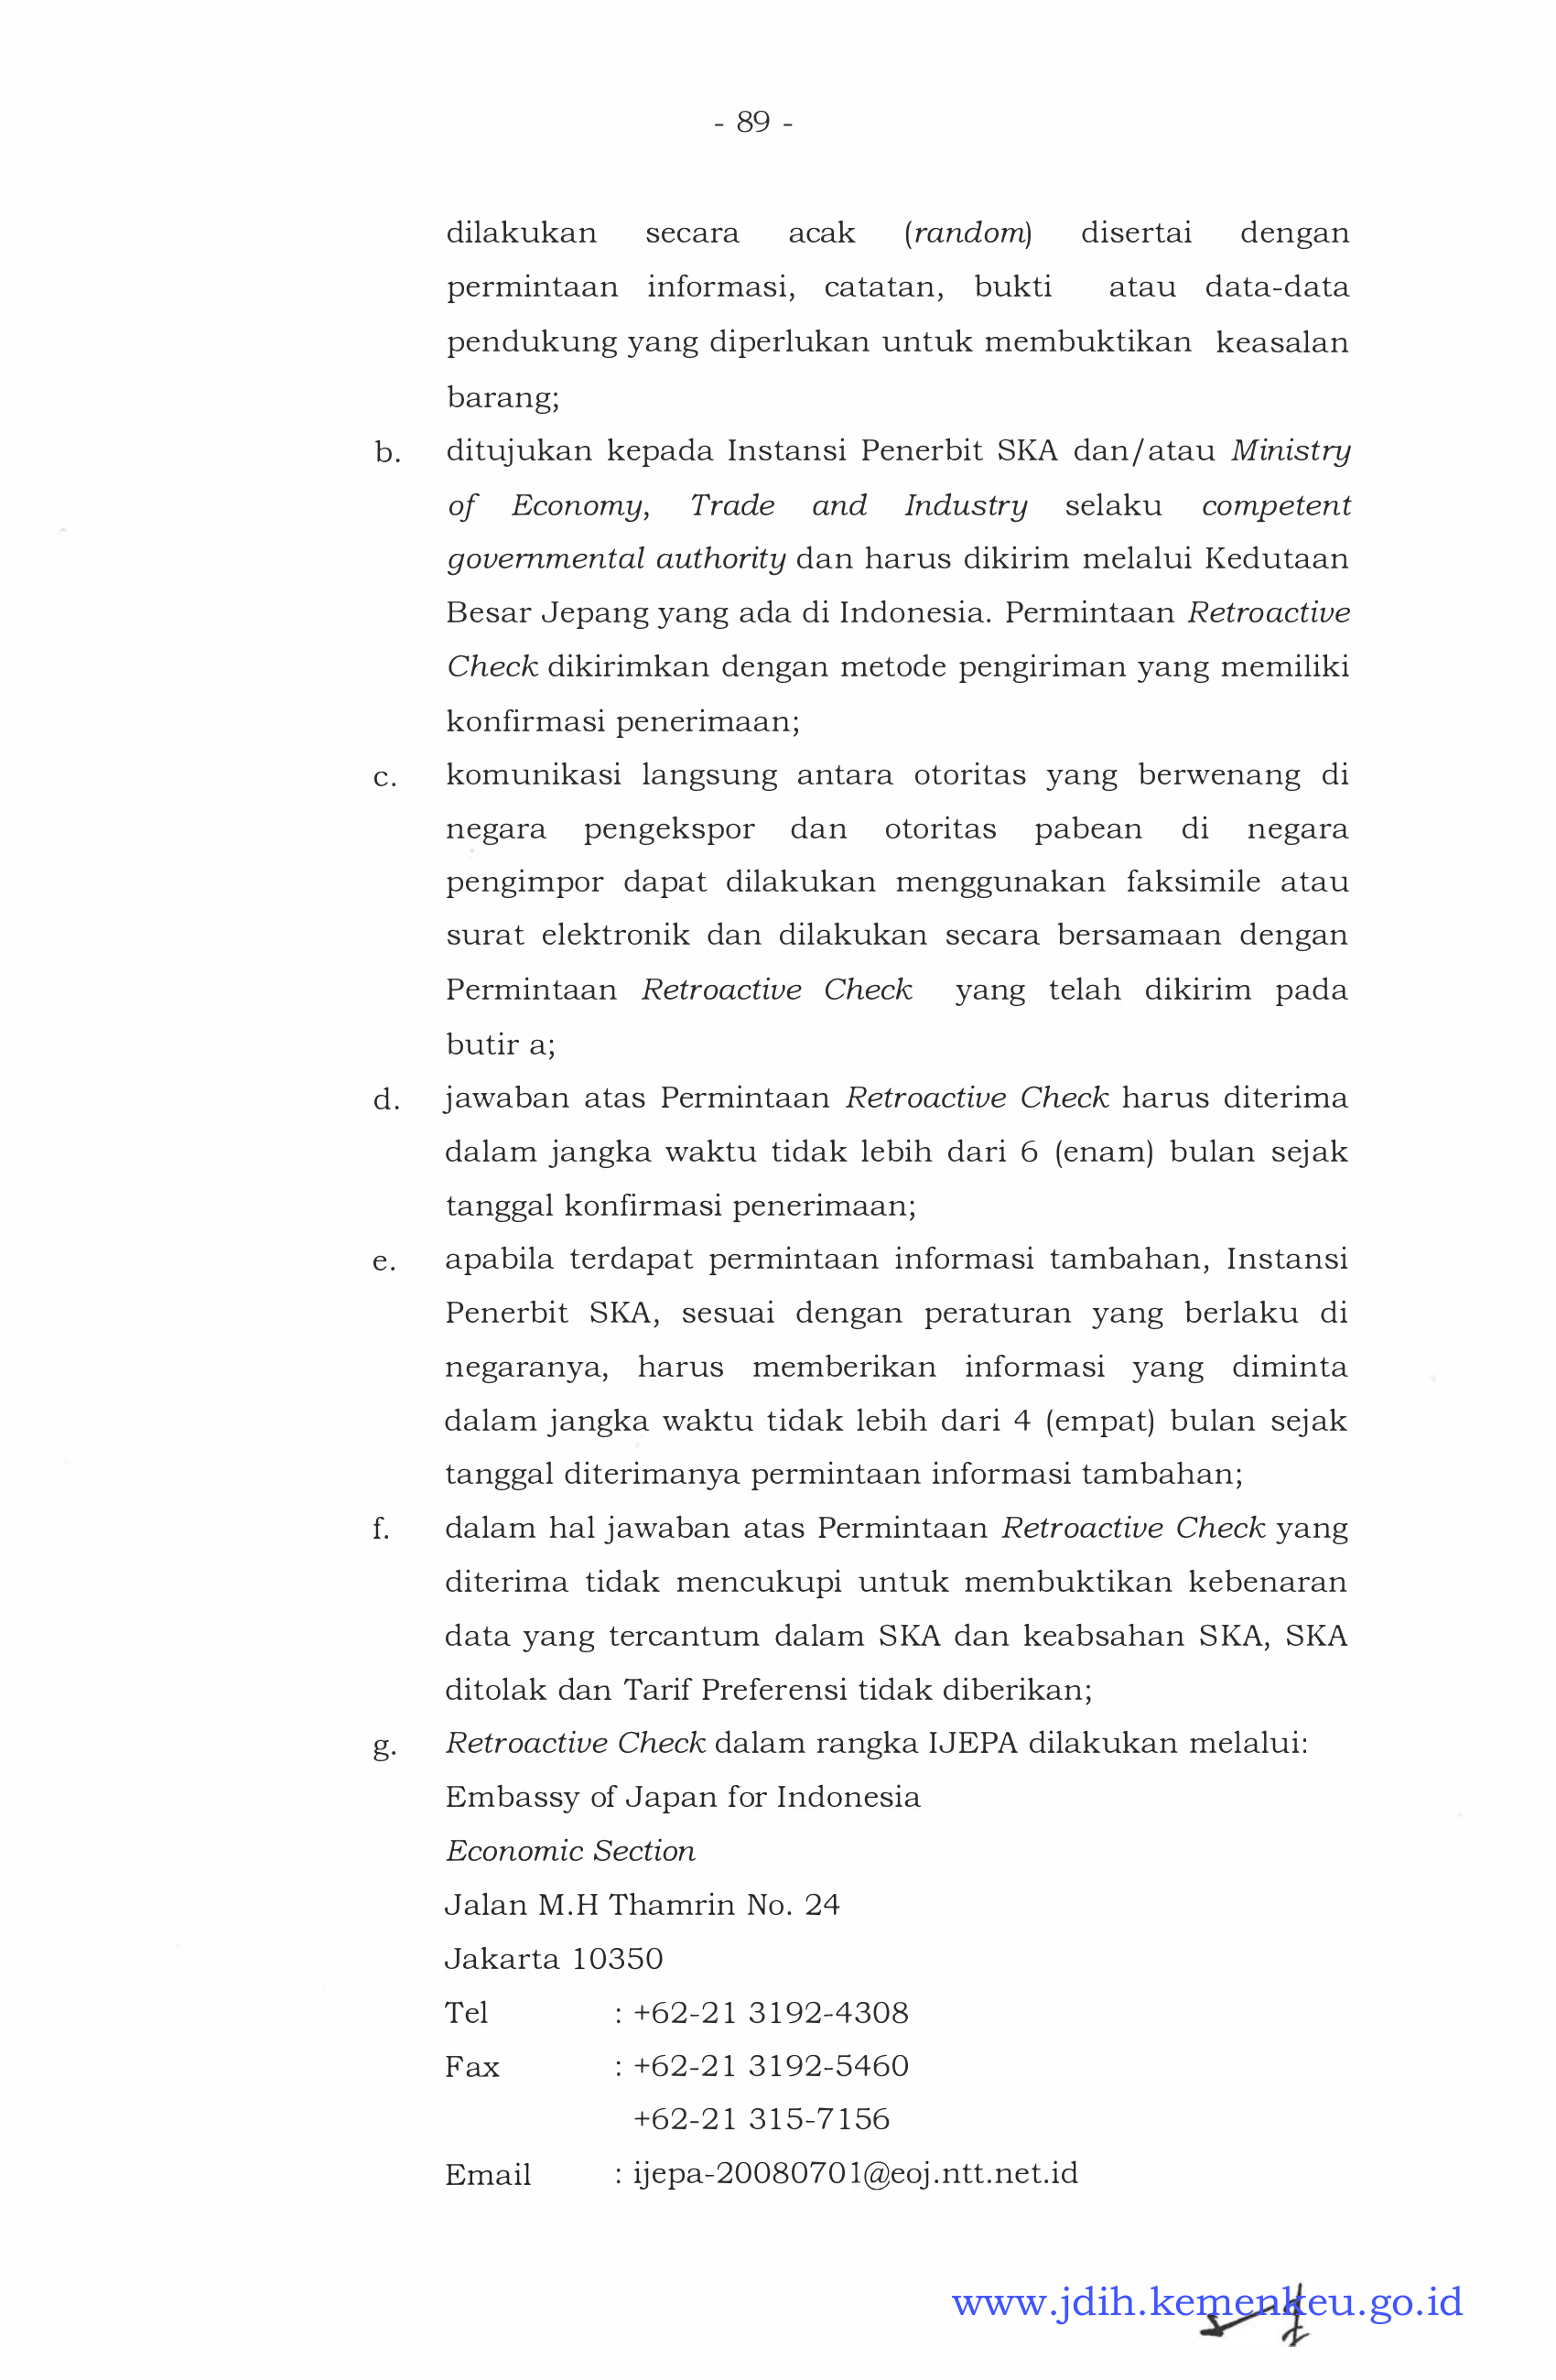 - 89 -
dilakukan secara acak (random) disertai dengan
permintaan informasi, catatan, bukti atau data-data
pendukung yang diperlukan untuk membuktikan keasalan
barang;
b. ditujukan kepada Instansi Penerbit SKA dan/atau Ministry
of Economy, Trade and Industry selaku competent
governmental authority dan harus dikirim melalui Kedutaan
Besar Jepang yang ada di Indonesia. Permintaan Retroactive
Check dikirimkan dengan metode pengiriman yang memiliki
konfirmasi penerimaan;
c. komunikasi langsung antara otoritas yang berwenang di
negara pengekspor dan otoritas pabean di negara
pengimpor dapat dilakukan menggunakan faksimile atau
surat elektronik dan dilakukan secara bersamaan dengan
Permintaan Retroactive Check yang telah dikirim pada
butir a;
d. jawaban atas Permintaan Retroactive Check harus diterima
dalam jangka waktu tidak lebih dari 6 (enam) bulan sejak
tanggal konfirmasi penerimaan;
e. apabila terdapat permintaan informasi tambahan, Instansi
Penerbit SKA, sesuai dengan peraturan yang berlaku di
negaranya, harus memberikan informasi yang diminta
dalam jangka waktu tidak lebih dari 4 (empat) bulan sejak
tanggal diterimanya permintaan informasi tambahan;
f. dalam hal jawaban atas Permintaan Retroactive Check yang
diterima tidak mencukupi untuk membuktikan kebenaran
data yang tercantum dalam SKA dan keabsahan SKA, SKA
ditolak dan Tarif Preferensi tidak diberikan;
g. Retroactive Check dalam rangka IJEPA dilakukan melalui:
Embassy of Japan for Indonesia
Economic Section
Jalan M.H Thamrin No. 24
Jakarta 10350
Tel : +62-21 3192-4308
Fax : +62-21 3192-5460
+62-21 315-7156
Email : ijepa-20080701@eoj.ntt.net.id
www.jdih.kemenkeu.go.id